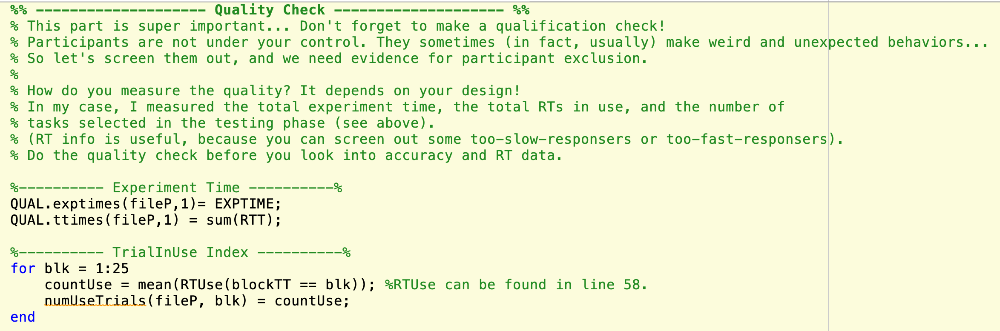 %% -------------------- Quality Check -------------------- %%
% This part is super important... Don't forget to make a qualification check!
% Participants are not under your control. They sometimes (in fact, usually) make weird and unexpected behaviors...
% So let's screen them out, and we need evidence for participant exclusion.
%
% How do you measure the quality? It depends on your design!
% In my case, I measured the total experiment time, the total RTs in use, and the number of
% tasks selected in the testing phase (see above).
% (RT info is useful, because you can screen out some too-slow-responsers or too-fast-responsers).
% Do the quality check before you look into accuracy and RT data.

%---------- Experiment Time ----------%
QUAL.exptimes(fileP,1)= EXPTIME;
QUAL.ttimes(fileP,1) = sum(RTT);

%---------- TrialInUse Index ----------%
for blk = 1:25
    countUse = mean(RTUse(blockTT == blk)); %RTUse can be found in line 58.
    numUseTrials(fileP, blk) = countUse;
end